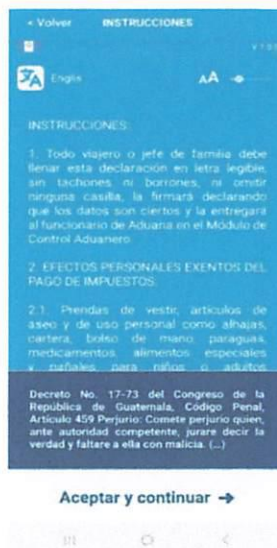 < Volver INSTRUCCIONES
English AA
INSTRUCCIONES:
1. Todo viajero o jefe de familia debe
llenar esta declaración en letra legible,
sin tachones ni borrones, ni omitir
ninguna casilla, la firmará declarando
que los datos son ciertos y la entregará
al funcionario de Aduana en el Módulo de
Control Aduanero.
2. EFECTOS PERSONALES EXENTOS DEL
PAGO DE IMPUESTOS.
2.1. Prendas de vestir, artículos de
aseo y de uso personal como alhajas,
cartera, bolso de mano, paraguas,
medicamentos, alimentos especiales
y pañales para niños o adultos
Decreto No. 17-73 del Congreso de la
República de Guatemala, Código Penal,
Artículo 459 Perjurio: Comete perjurio quien,
ante autoridad competente, jurare decir la
verdad y faltare a ella con malicia. (...)
Aceptar y continuar →